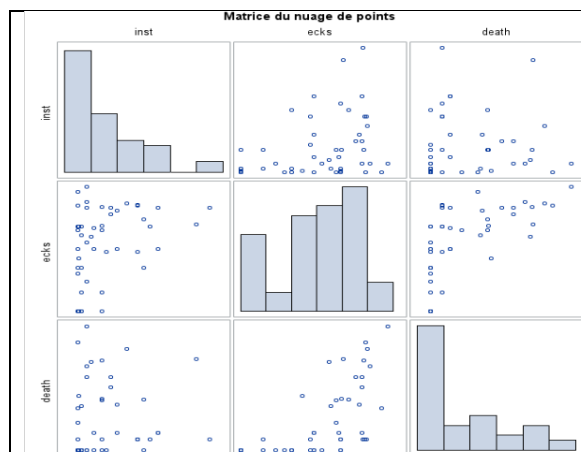 Matrice du nuage de points
inst ecks death
inst
ecks
death